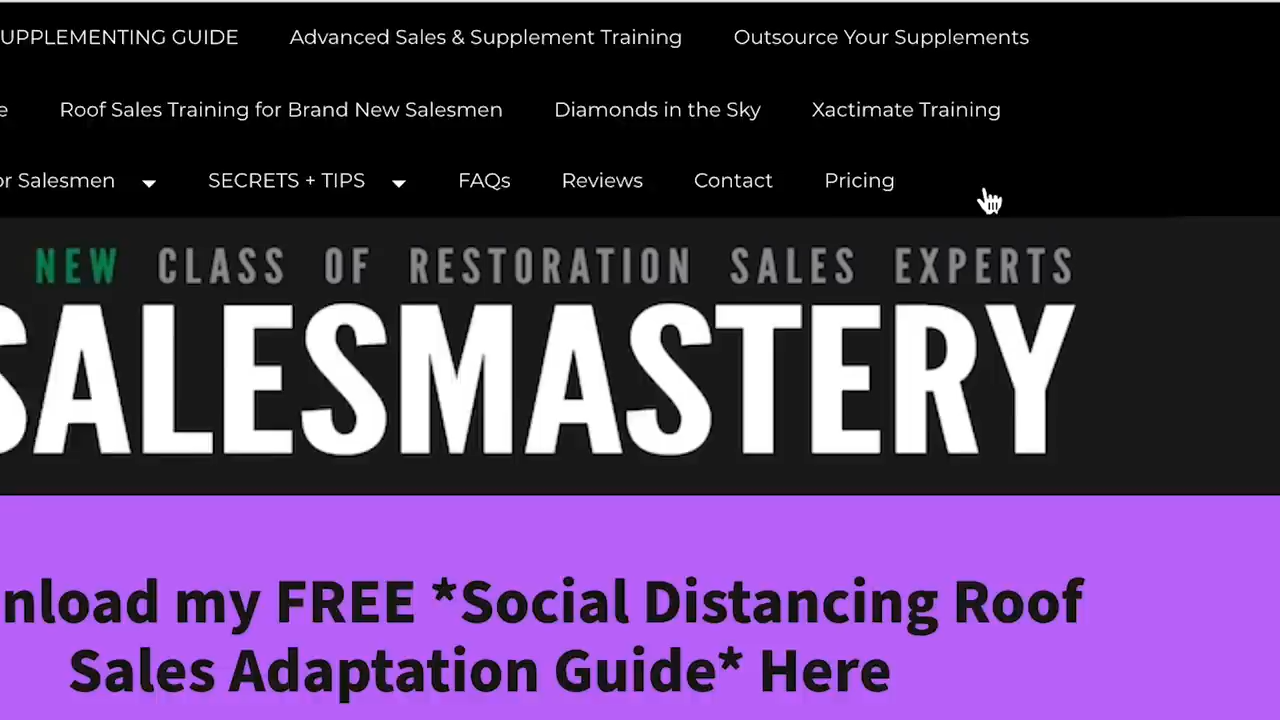 UPPLEMENTING GUIDE Advanced Sales & Supplement Training Outsource Your Supplements
e Roof Sales Training for Brand New Salesmen Diamonds in the Sky Xactimate Training
or Salesmen SECRETS + TIPS FAQs Reviews Contact Pricing
NEW CLASS OF RESTORATION SALES EXPERTS
SALESMASTERY
nload my FREE *Social Distancing Roof
Sales Adaptation Guide* Here